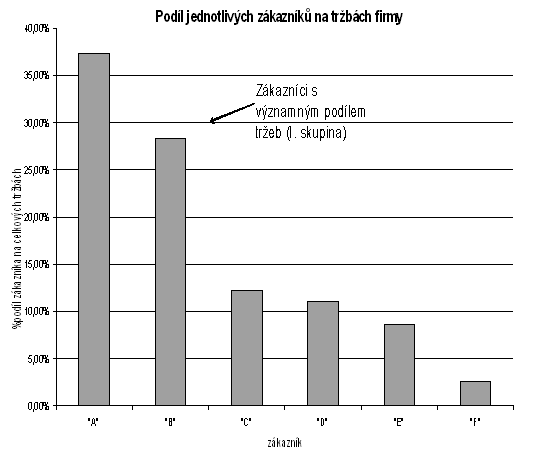 Podíl jednotlivých zákazníků na tržbách firmy
40,00%
35,00%
30,00%
25,00%
20,00%
15,00%
10,00%
5,00%
0,00%
%podíl zákazníka na celkových tržbách
Zákazníci s
významným podílem
tržeb (I. skupina)
"A"
"B"
"C"
"D"
"E"
"F"
zákazník